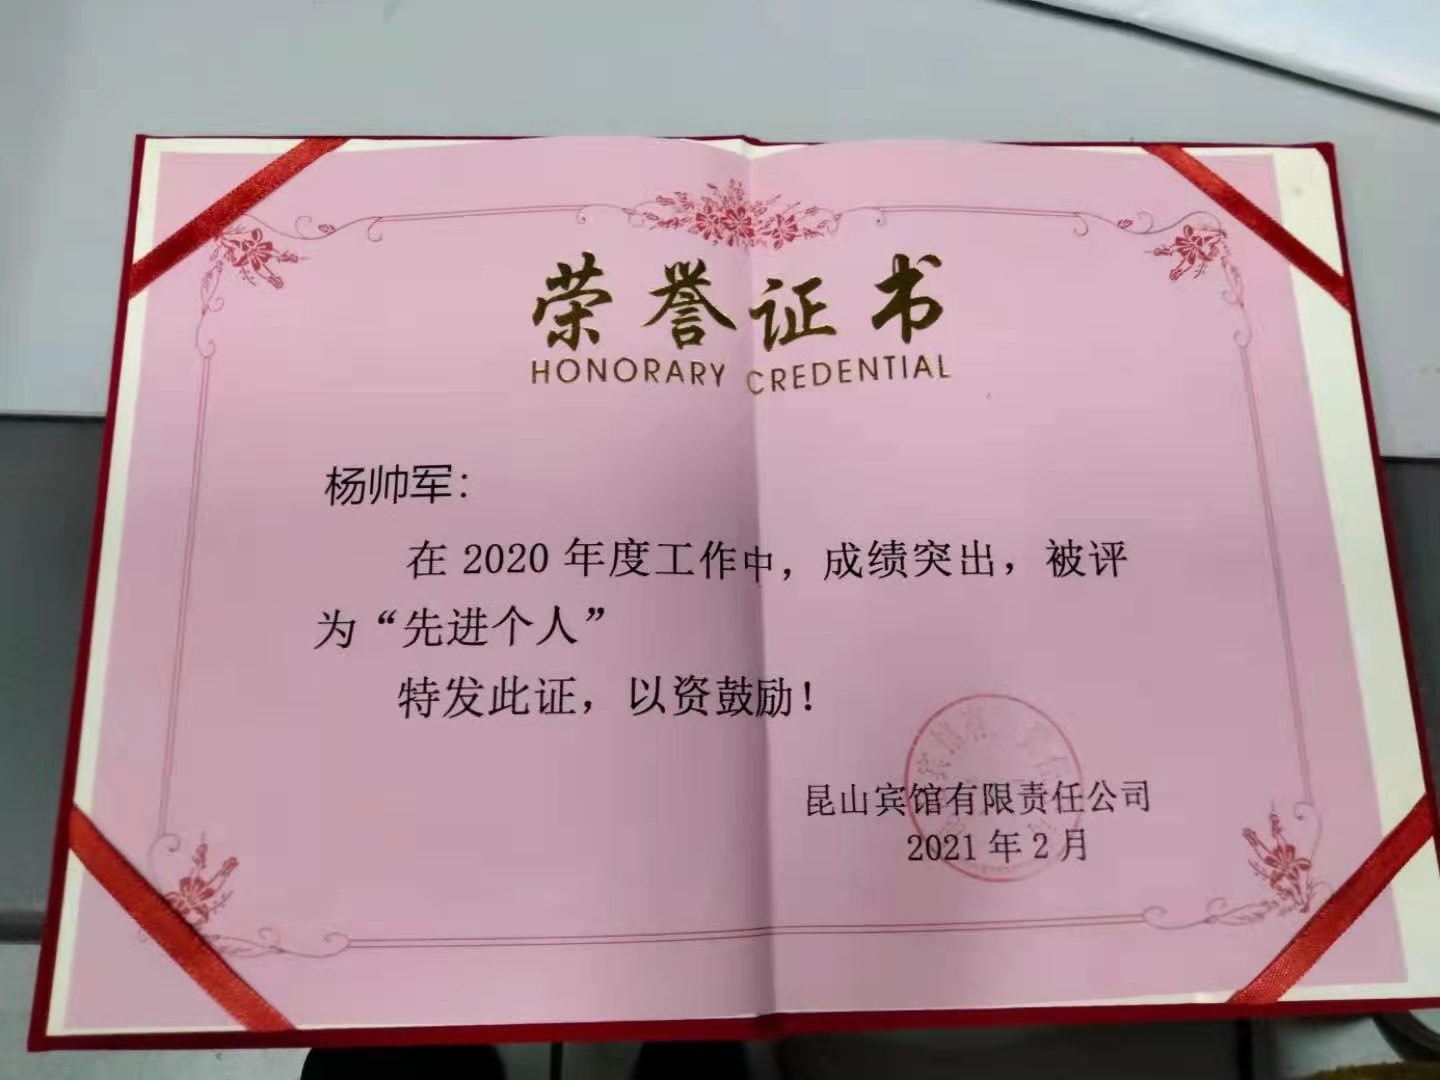 荣誉证书
HONORARY CREDENTIAL
杨帅军：
在 2020 年度工作中，成绩突出，被评
为“先进个人”
特发此证，以资鼓励！
昆山宾馆有限责任公司
2021 年 2 月